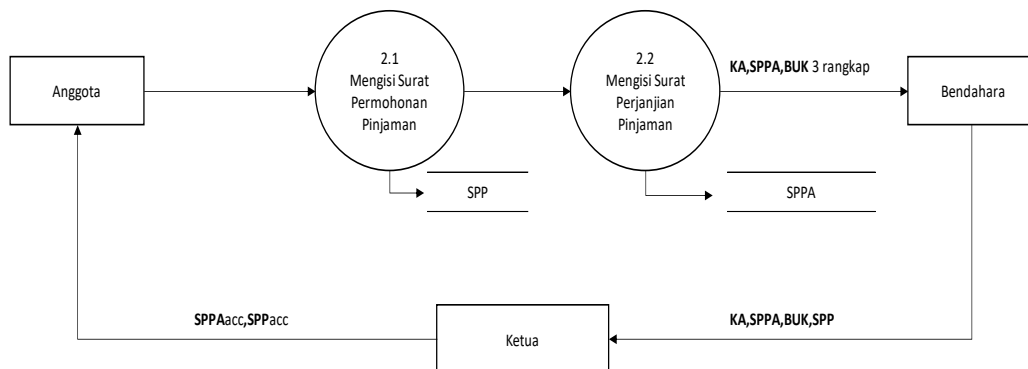 Anggota
2.1
Mengisi Surat
Permohonan
Pinjaman
2.2
Mengisi Surat
Perjanjian
Pinjaman
KA,SPPA,BUK 3 rangkap
Bendahara
SPP
SPPA
SPPAacc,SPPacc
Ketua
KA,SPPA,BUK,SPP